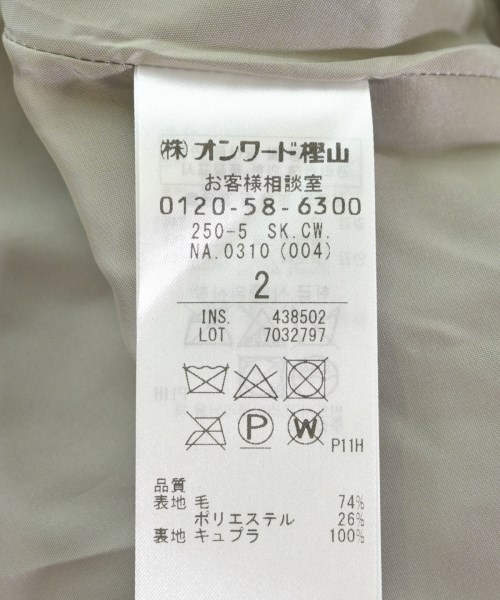 (株)オンワード樫山
お客様相談室
0120-58-6300
250-5 SK.CW.
NA.0310 (004)
2
INS. 438502
LOT 7032797
P W
P11H
品質
表地 毛 74%
ポリエステル 26%
裏地 キュプラ 100%